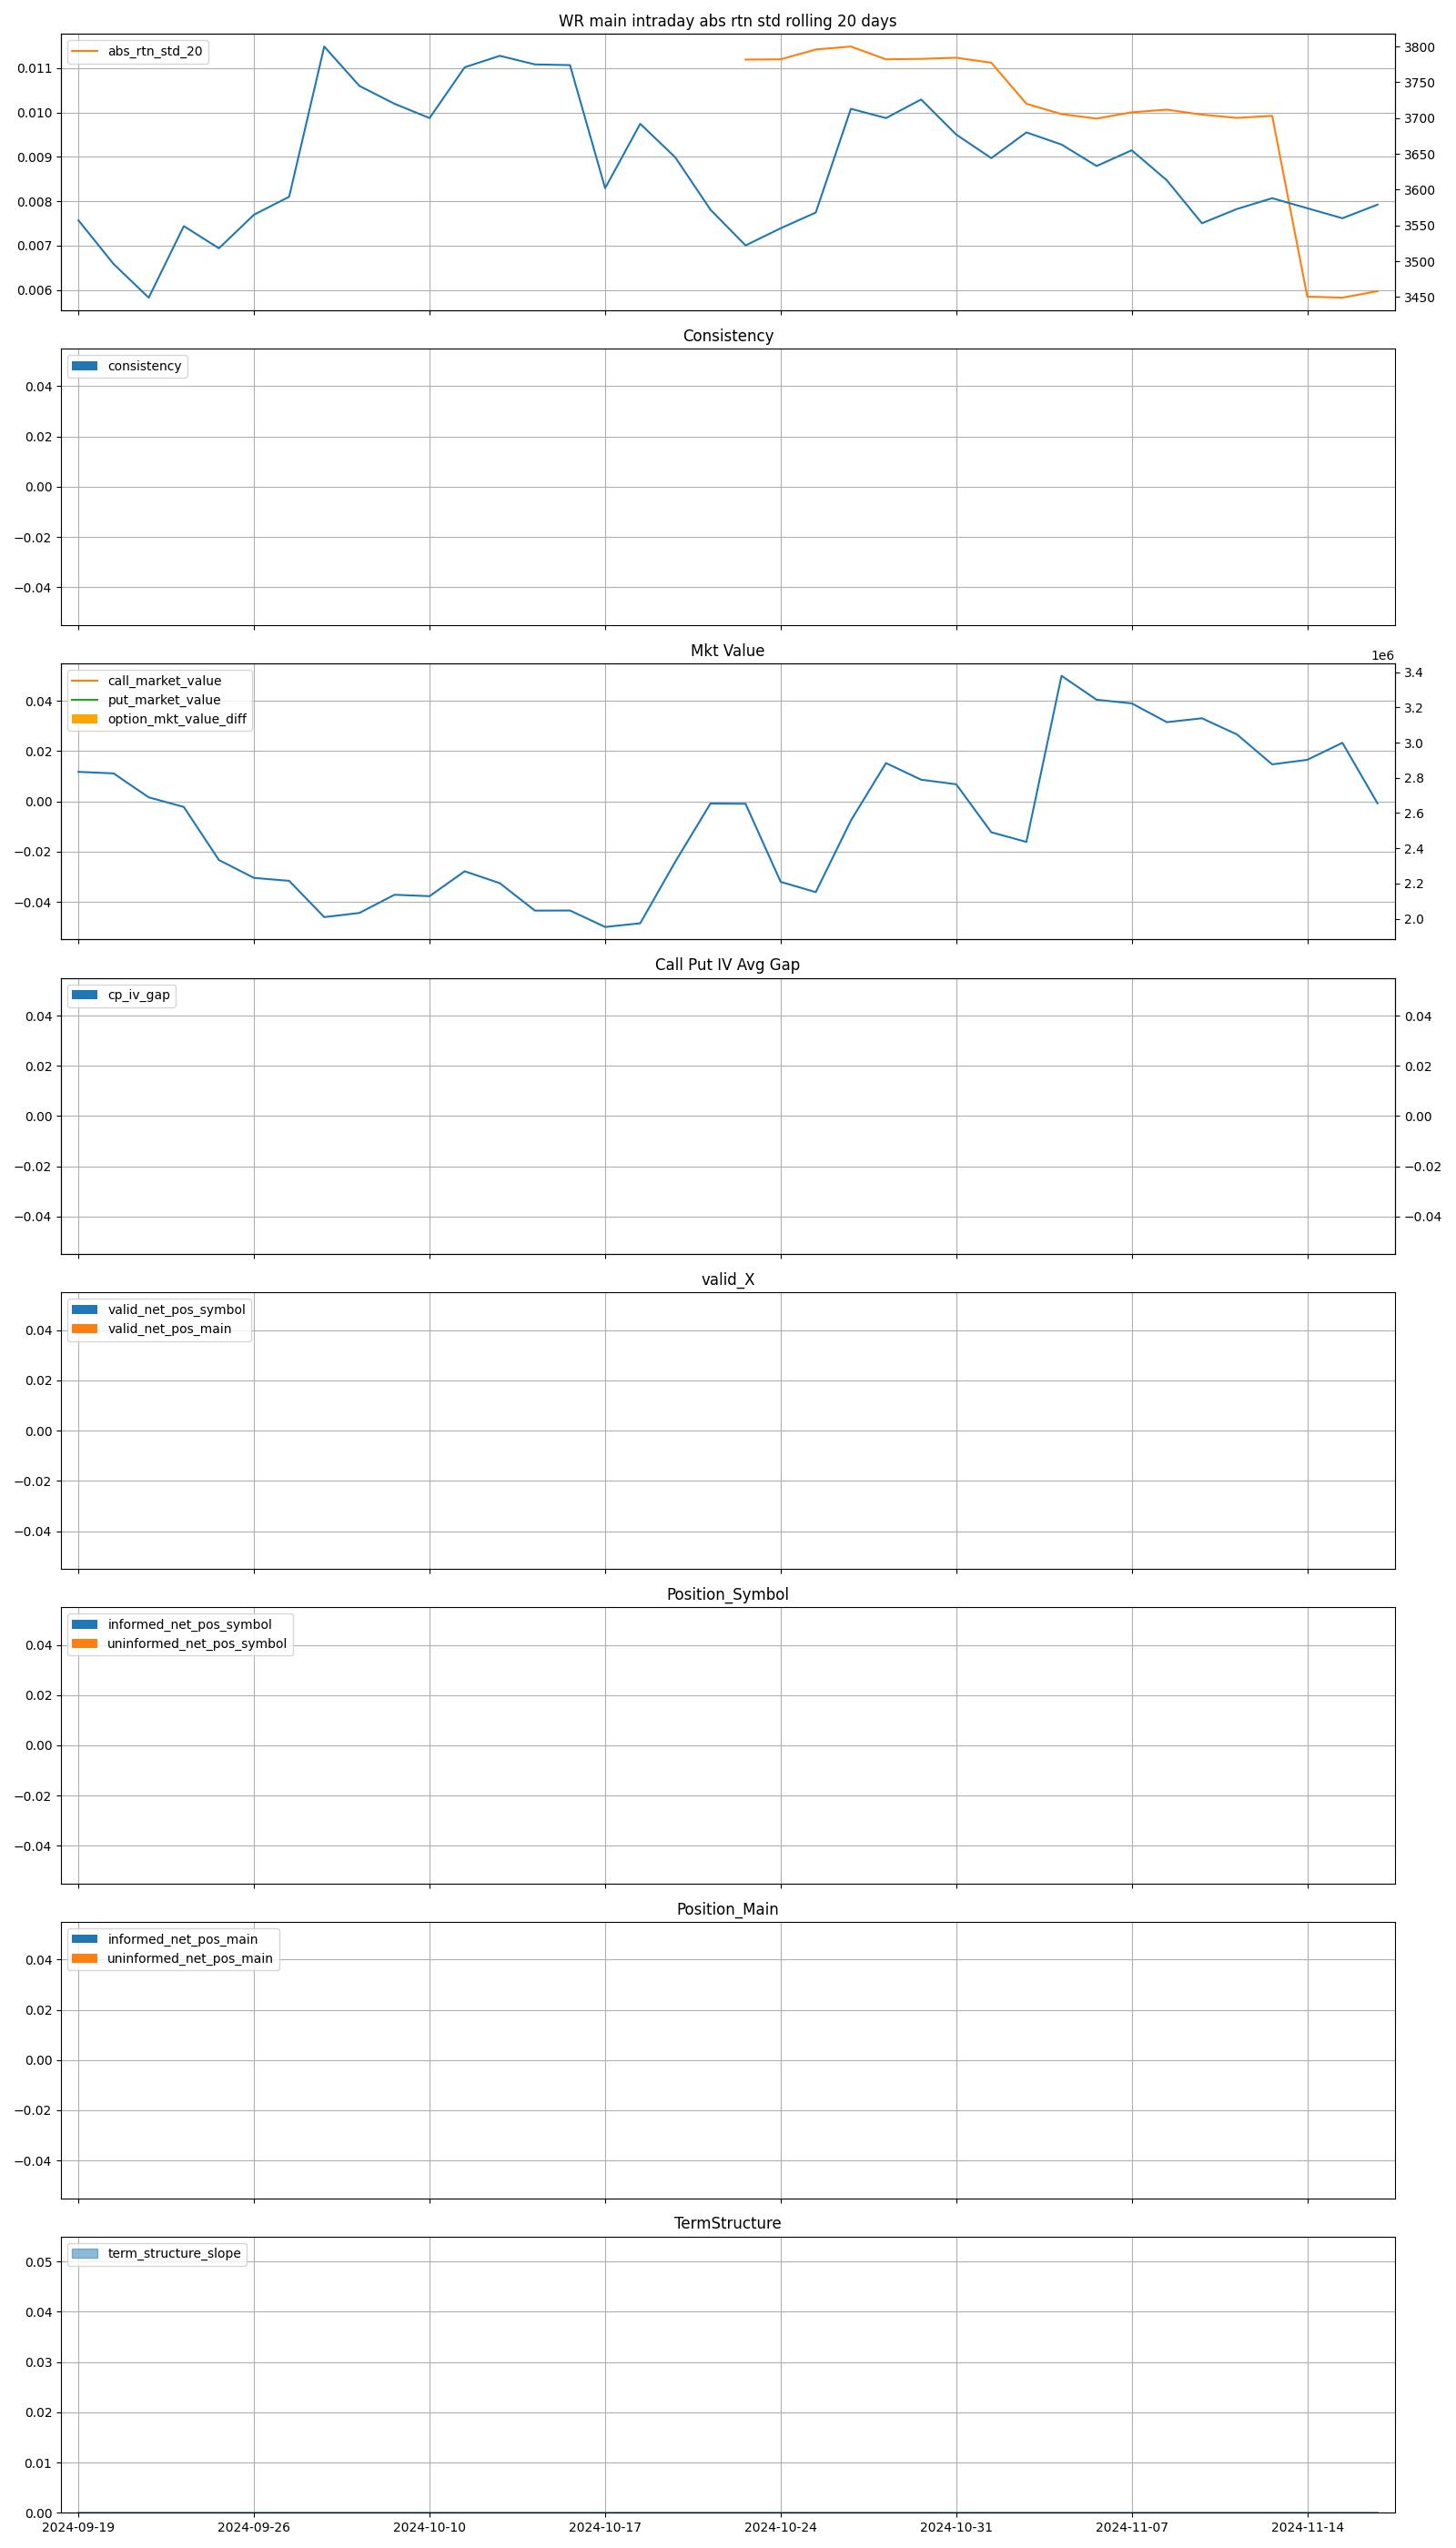 WR main intraday abs rtn std rolling 20 days
abs_rtn_std_20
0.011
0.010
0.009
0.008
0.007
0.006
3800
3750
3700
3650
3600
3550
3500
3450
Consistency
consistency
0.04
0.02
0.00
−0.02
−0.04
Mkt Value
1e6
call_market_value
put_market_value
option_mkt_value_diff
0.04
0.02
0.00
−0.02
−0.04
3.4
3.2
3.0
2.8
2.6
2.4
2.2
2.0
Call Put IV Avg Gap
cp_iv_gap
0.04
0.02
0.00
−0.02
−0.04
0.04
0.02
0.00
−0.02
−0.04
valid_X
valid_net_pos_symbol
valid_net_pos_main
0.04
0.02
0.00
−0.02
−0.04
Position_Symbol
informed_net_pos_symbol
uninformed_net_pos_symbol
0.04
0.02
0.00
−0.02
−0.04
Position_Main
informed_net_pos_main
uninformed_net_pos_main
0.04
0.02
0.00
−0.02
−0.04
TermStructure
term_structure_slope
0.05
0.04
0.03
0.02
0.01
0.00
2024-09-19 2024-09-26 2024-10-10 2024-10-17 2024-10-24 2024-10-31 2024-11-07 2024-11-14